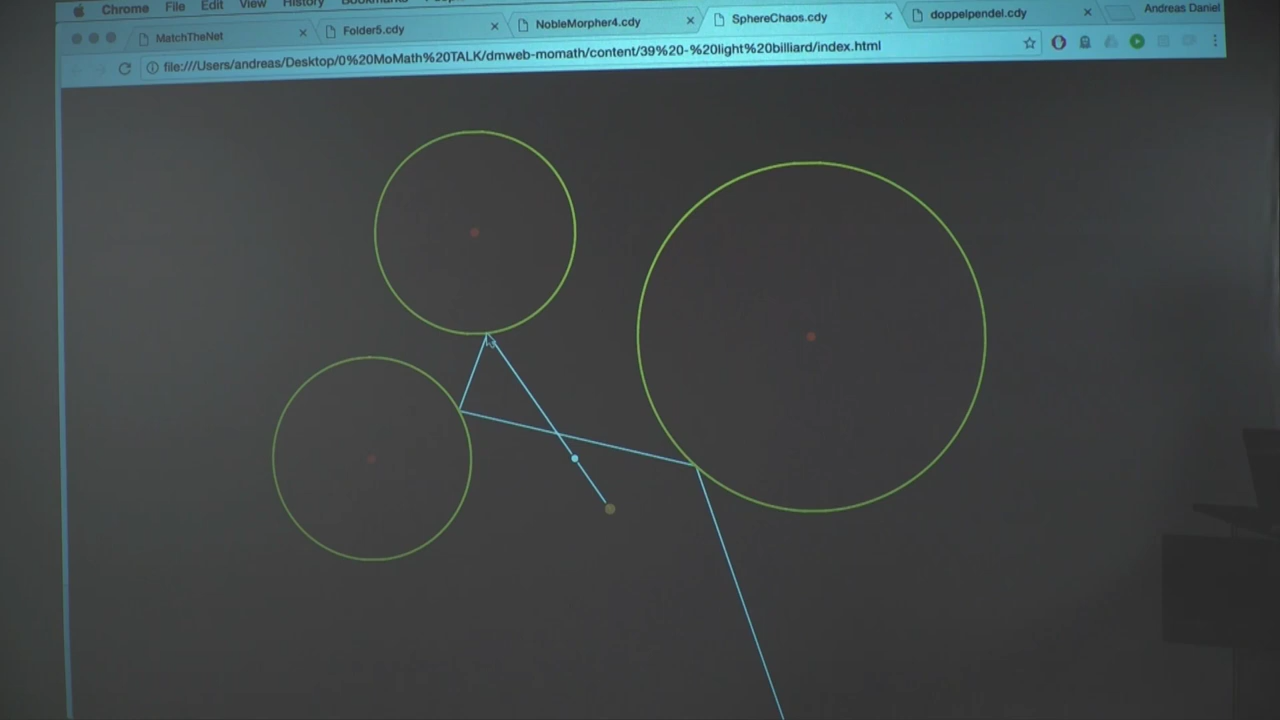 Chrome File Edit View History
MatchTheNet
Folder5.cdy
NobleMorpher4.cdy
SphereChaos.cdy
doppelpendel.cdy
Andreas Daniel
file:///Users/andreas/Desktop/0%20MoMath%20TALK/dmweb-momath/content/39%20-%20light%20billiard/index.html